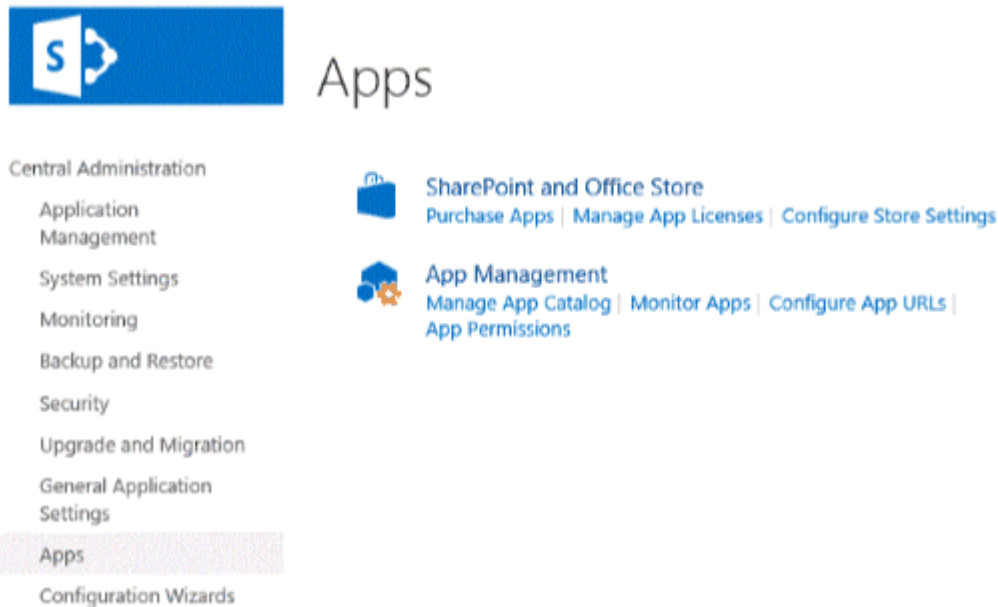 S
Apps
Central Administration
Application
Management
System Settings
Monitoring
Backup and Restore
Security
Upgrade and Migration
General Application
Settings
Apps
Configuration Wizards
SharePoint and Office Store
Purchase Apps | Manage App Licenses | Configure Store Settings
App Management
Manage App Catalog | Monitor Apps | Configure App URLs |
App Permissions